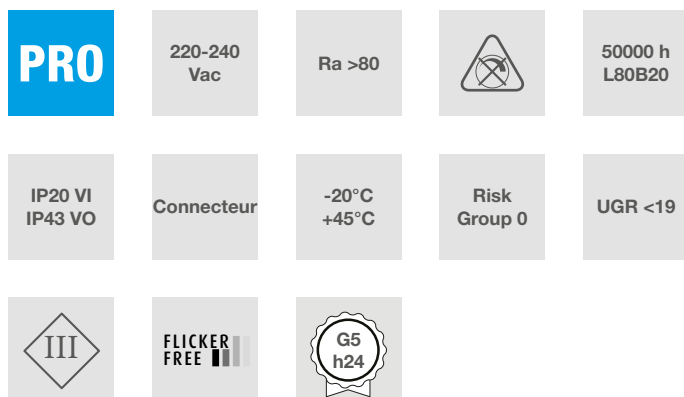 PRO
220-240
Vac
Ra >80
50000 h
L80B20
IP20 VI
IP43 VO
Connecteur
-20°C
+45°C
Risk
Group 0
UGR <19
III
FLICKER
FREE
G5
h24